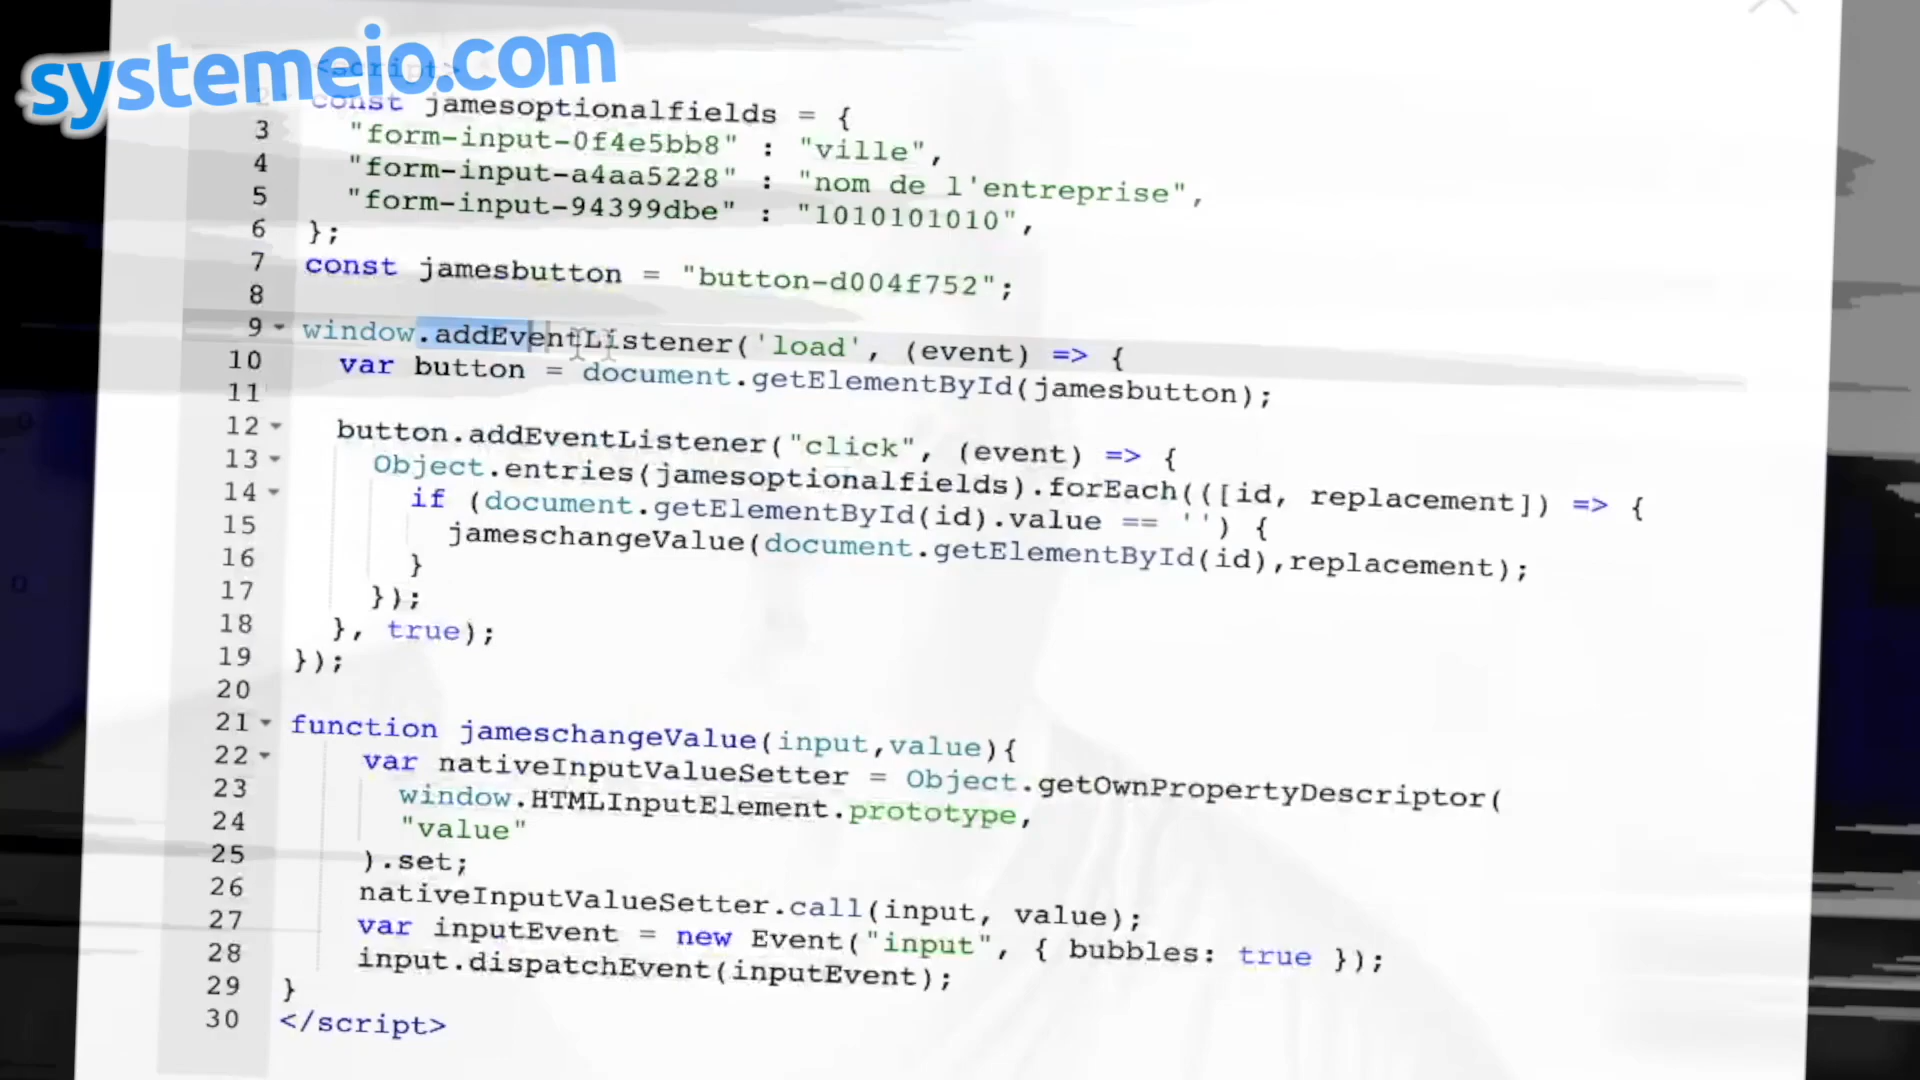 systemeio.com
<script>
2 const jamesoptionalfields = {
3 "form-input-0f4e5bb8" : "ville",
4 "form-input-a4aa5228" : "nom de l'entreprise",
5 "form-input-94399dbe" : "1010101010",
6 };
7 const jamesbutton = "button-d004f752";
8
9 window.addEventListener('load', (event) => {
10 var button = document.getElementById(jamesbutton);
11
12 button.addEventListener("click", (event) => {
13 Object.entries(jamesoptionalfields).forEach(([id, replacement]) => {
14 if (document.getElementById(id).value == '') {
15 jameschangeValue(document.getElementById(id),replacement);
16 }
17 });
18 }, true);
19 });
20
21 function jameschangeValue(input,value){
22 var nativeInputValueSetter = Object.getOwnPropertyDescriptor(
23 window.HTMLInputElement.prototype,
24 "value"
25 ).set;
26 nativeInputValueSetter.call(input, value);
27 var inputEvent = new Event("input", { bubbles: true });
28 input.dispatchEvent(inputEvent);
29 }
30 </script>